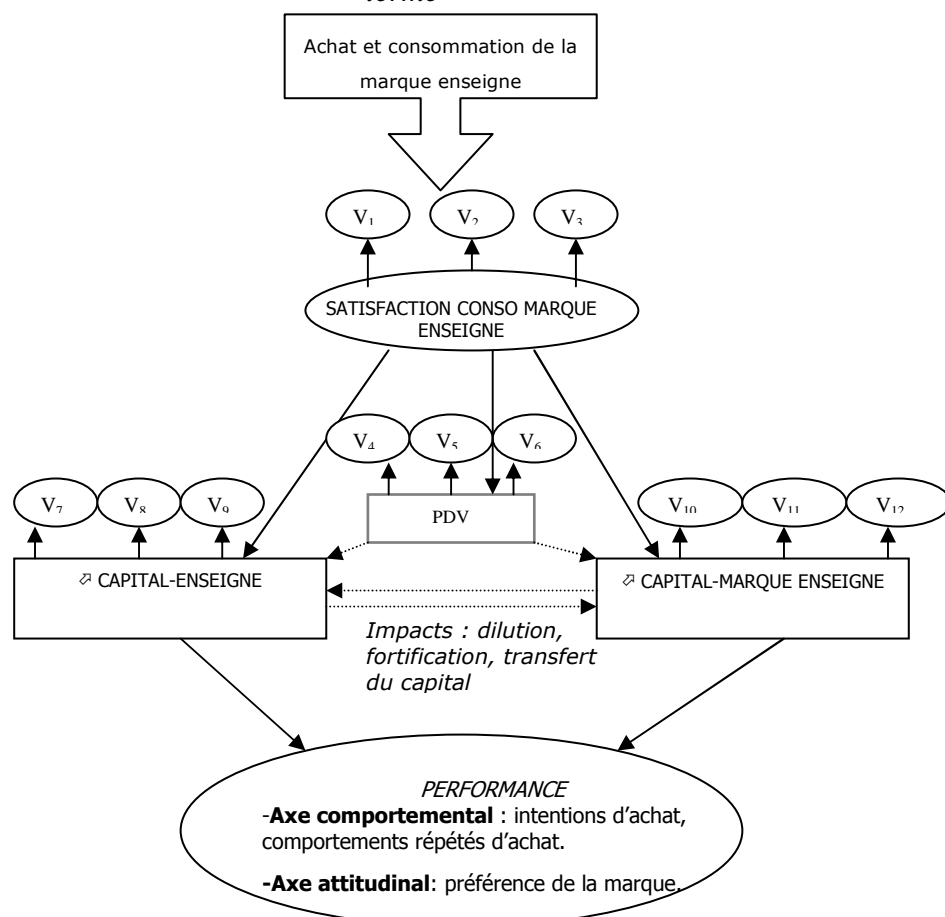 Achat et consommation de la
marque enseigne
V₁ V₂ V₃
SATISFACTION CONSO MARQUE
ENSEIGNE
V₄ V₅ V₆
V₇ V₈ V₉
PDV
V₁₀ V₁₁ V₁₂
⬀ CAPITAL-ENSEIGNE
⬀ CAPITAL-MARQUE ENSEIGNE
Impacts : dilution,
fortification, transfert
du capital
PERFORMANCE
-Axe comportemental : intentions d’achat,
comportements répétés d’achat.
-Axe attitudinal: préférence de la marque.